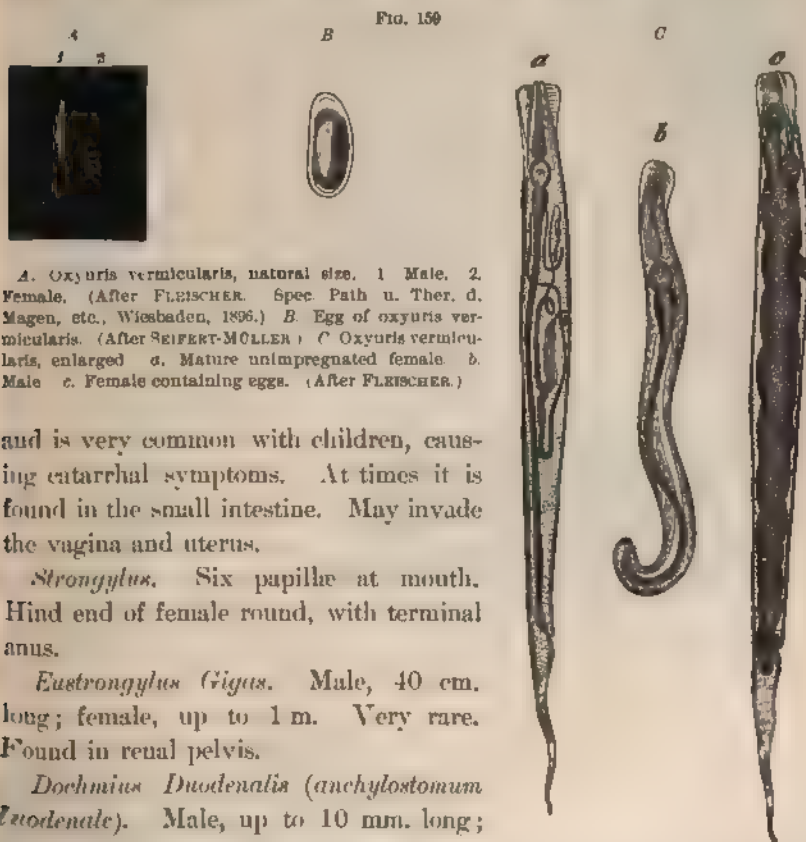 FIG. 150
A
B
C
1 2
a
b
c
A. Oxyuris vermicularis, natural size. 1 Male. 2.
Female. (After FLEISCHER. Spec. Path u. Ther. d.
Magen, etc., Wiesbaden, 1896.) B. Egg of oxyuris ver-
micularis. (After SEIFERT-MÜLLER) C Oxyuris vermicu-
laris, enlarged a. Mature unimpregnated female b.
Male c. Female containing eggs. (After FLEISCHER.)
and is very common with children, caus-
ing catarrhal symptoms. At times it is
found in the small intestine. May invade
the vagina and uterus.
Strongylus. Six papillæ at mouth.
Hind end of female round, with terminal
anus.
Eustrongylus Gigas. Male, 40 cm.
long; female, up to 1 m. Very rare.
Found in renal pelvis.
Dochmius Duodenalis (anchylostomum
duodenale). Male, up to 10 mm. long;